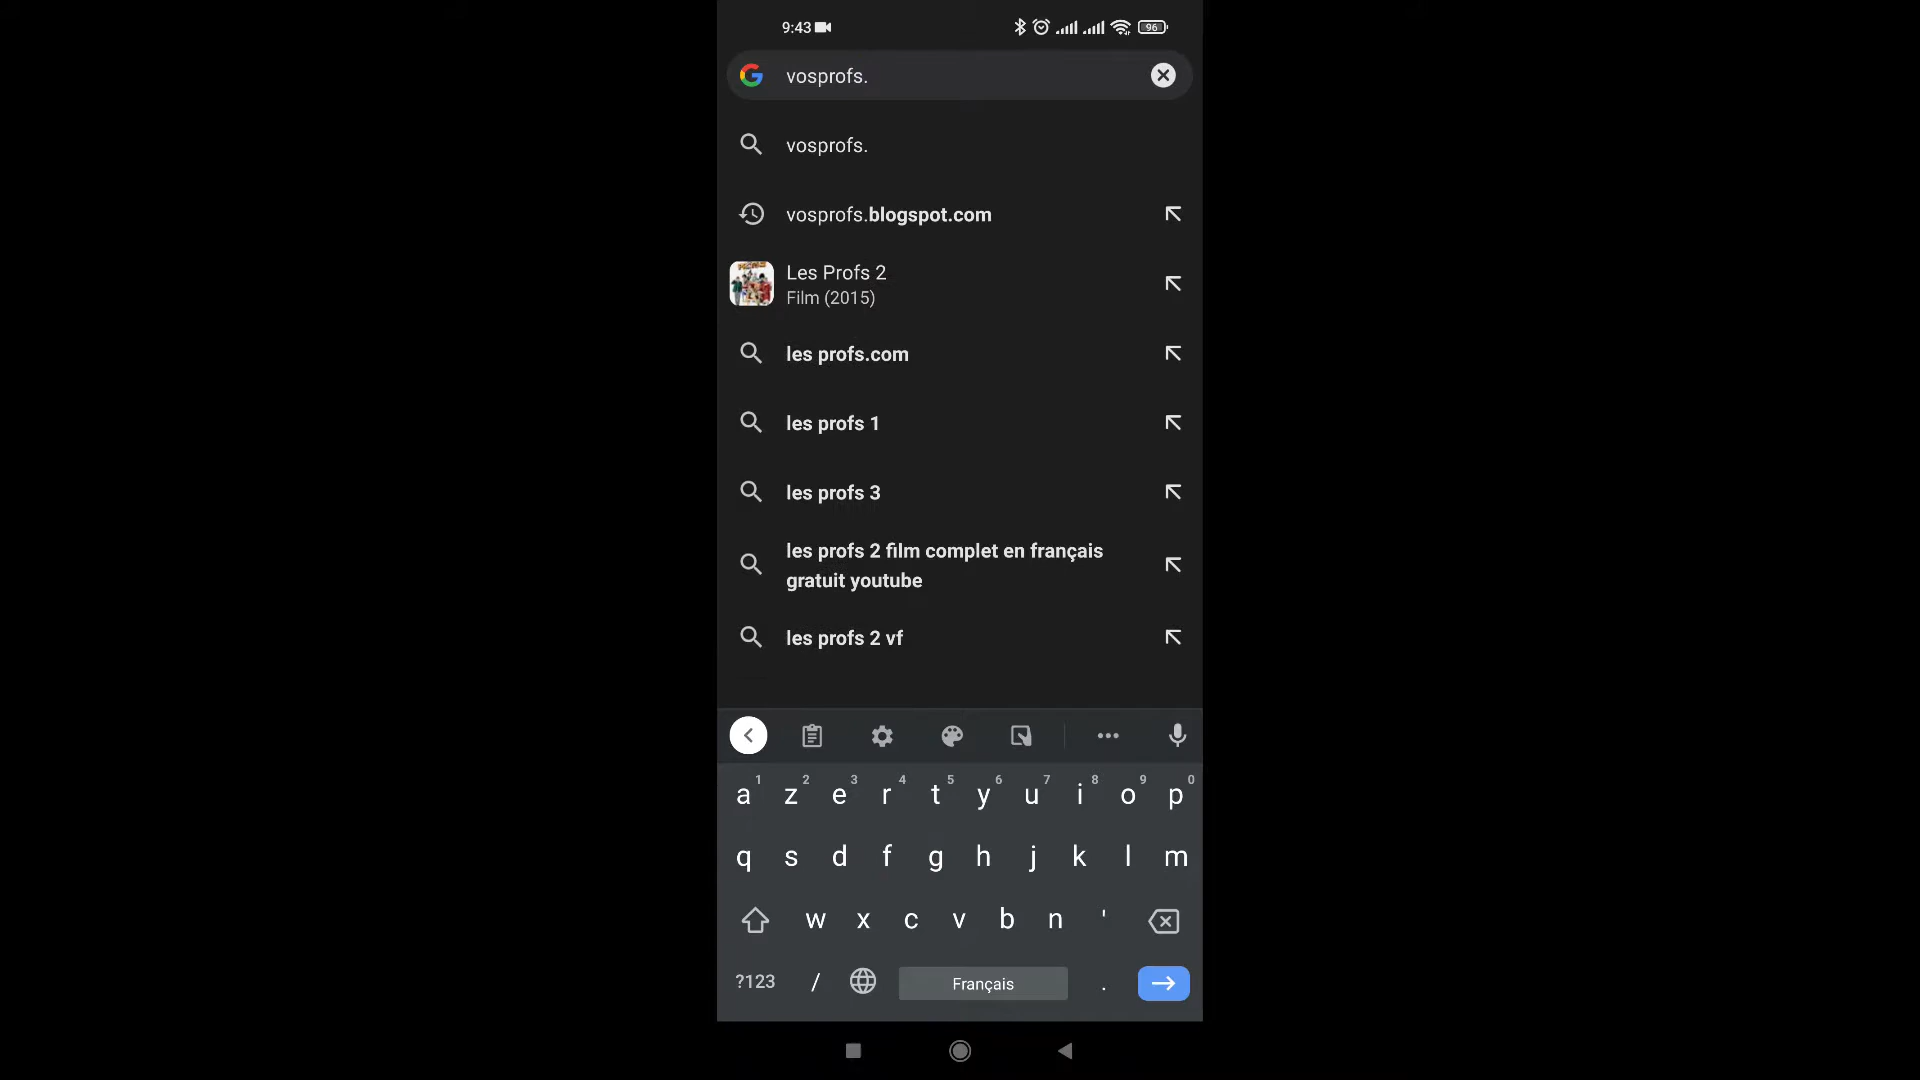 9:43
96
vosprofs.
vosprofs.
vosprofs.blogspot.com
Les Profs 2
Film (2015)
les profs.com
les profs 1
les profs 3
les profs 2 film complet en français
gratuit youtube
les profs 2 vf
1 2 3 4 5 6 7 8 9 0
a z e r t y u i o p
q s d f g h j k l m
w x c v b n '
?123 / Français .